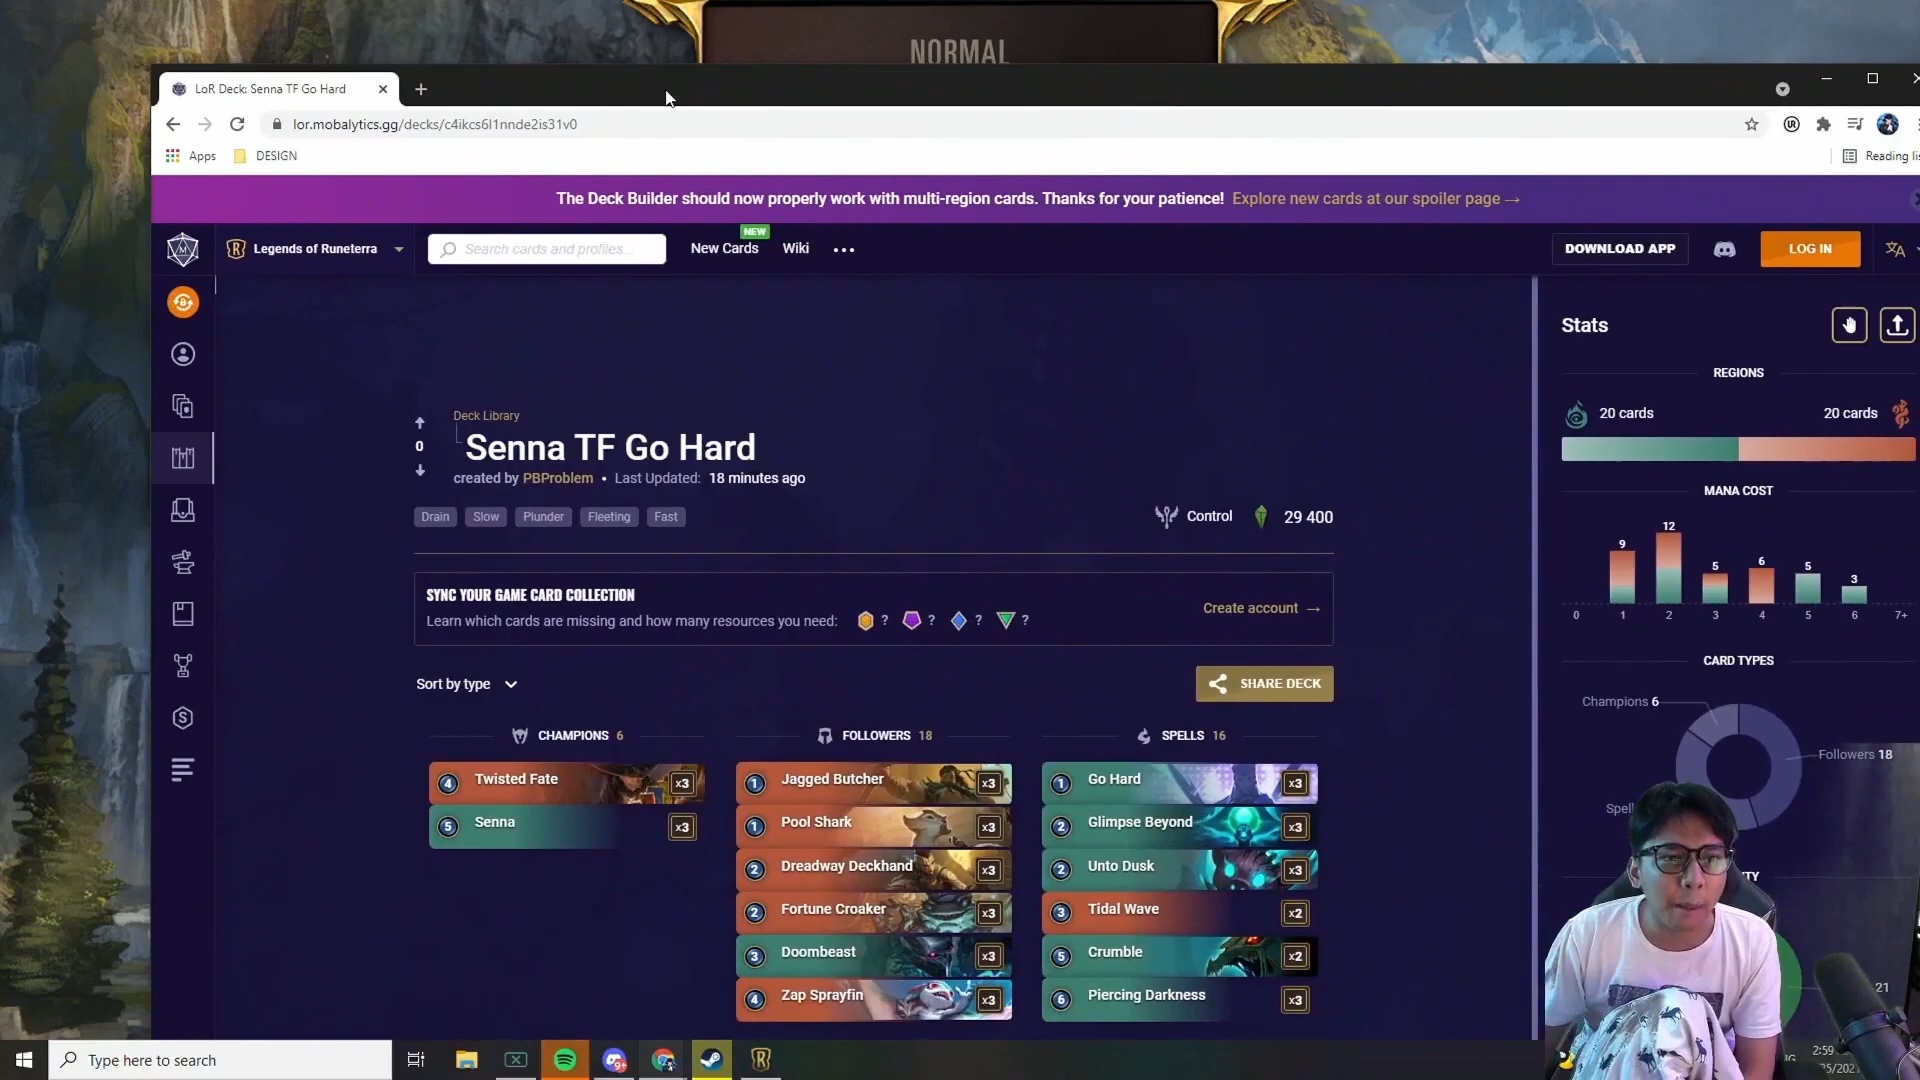 NORMAL
LoR Deck: Senna TF Go Hard
lor.mobalytics.gg/decks/c4ikcs6l1nnde2is31v0
Apps
DESIGN
Reading lis
The Deck Builder should now properly work with multi-region cards. Thanks for your patience! Explore new cards at our spoiler page →
Legends of Runeterra
Search cards and profiles...
New Cards
NEW
Wiki
DOWNLOAD APP
LOG IN
Stats
REGIONS
20 cards
20 cards
MANA COST
9
12
5
6
5
3
0 1 2 3 4 5 6 7+
CARD TYPES
Champions 6
Followers 18
Spell
TY
21
Deck Library
0
Senna TF Go Hard
created by PBProblem • Last Updated: 18 minutes ago
Drain
Slow
Plunder
Fleeting
Fast
Control
29 400
SYNC YOUR GAME CARD COLLECTION
Learn which cards are missing and how many resources you need: ? ? ? ?
Create account →
Sort by type
SHARE DECK
CHAMPIONS 6
4 Twisted Fate x3
5 Senna x3
FOLLOWERS 18
1 Jagged Butcher x3
1 Pool Shark x3
2 Dreadway Deckhand x3
2 Fortune Croaker x3
3 Doombeast x3
4 Zap Sprayfin x3
SPELLS 16
1 Go Hard x3
2 Glimpse Beyond x3
2 Unto Dusk x3
3 Tidal Wave x2
5 Crumble x2
6 Piercing Darkness x3
Type here to search
9+
2:59